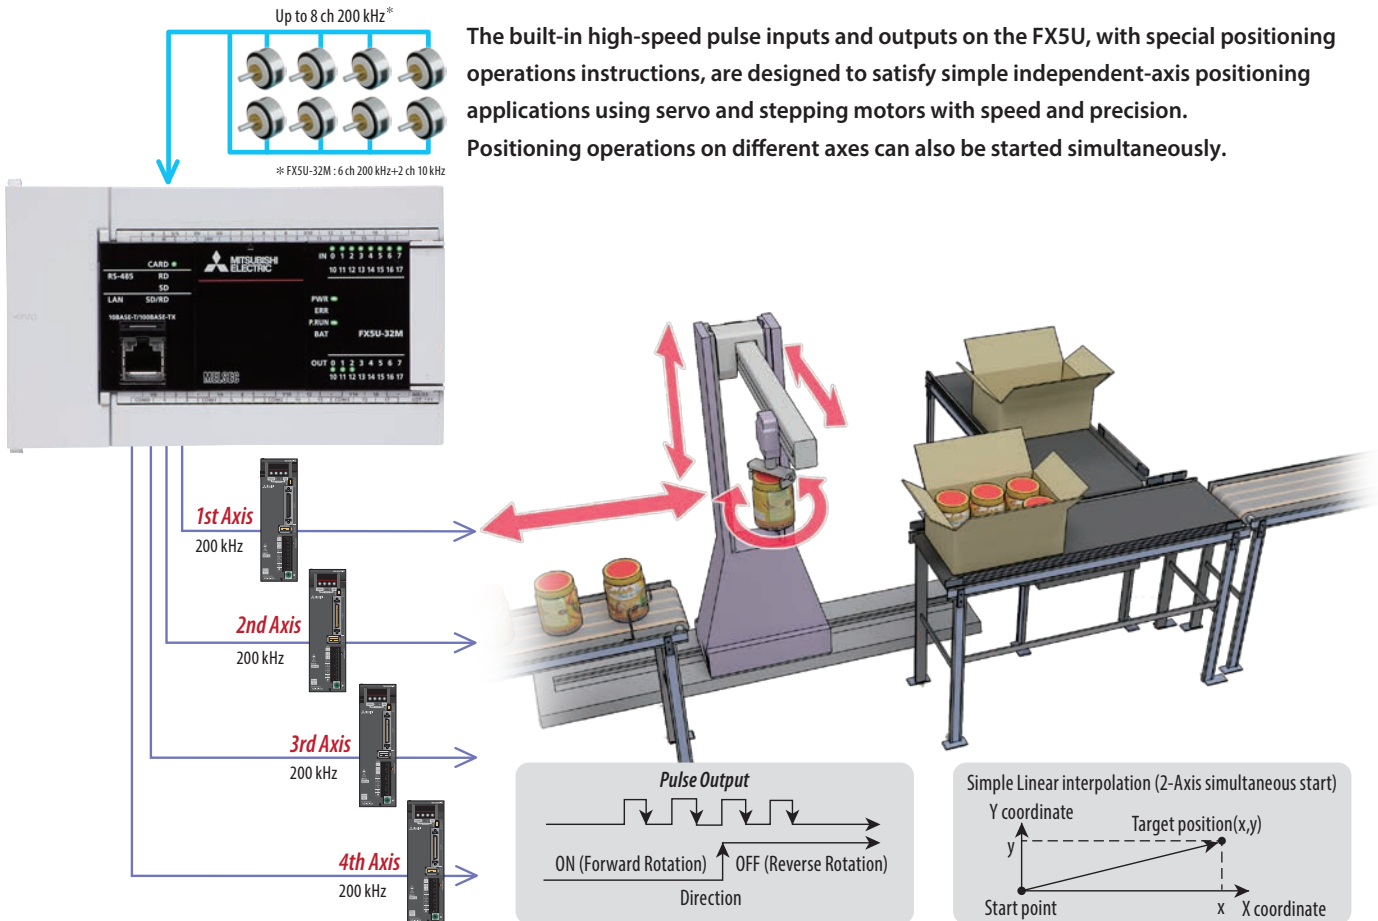 Up to 8 ch 200 kHz*
* FX5U-32M : 6 ch 200 kHz+2 ch 10 kHz
The built-in high-speed pulse inputs and outputs on the FX5U, with special positioning
operations instructions, are designed to satisfy simple independent-axis positioning
applications using servo and stepping motors with speed and precision.
Positioning operations on different axes can also be started simultaneously.
CARD
RS-485 RD
SD
LAN SD/RD
10BASE-T/100BASE-TX
MITSUBISHI
ELECTRIC
MELSEC
IN 0 1 2 3 4 5 6 7
10 11 12 13 14 15 16 17
PWR
ERR
P.RUN
BAT
FX5U-32M
OUT 0 1 2 3 4 5 6 7
10 11 12 13 14 15 16 17
1st Axis
200 kHz
2nd Axis
200 kHz
3rd Axis
200 kHz
4th Axis
200 kHz
Pulse Output
ON (Forward Rotation) OFF (Reverse Rotation)
Direction
Simple Linear interpolation (2-Axis simultaneous start)
Y coordinate
Target position(x,y)
y
Start point
x
X coordinate